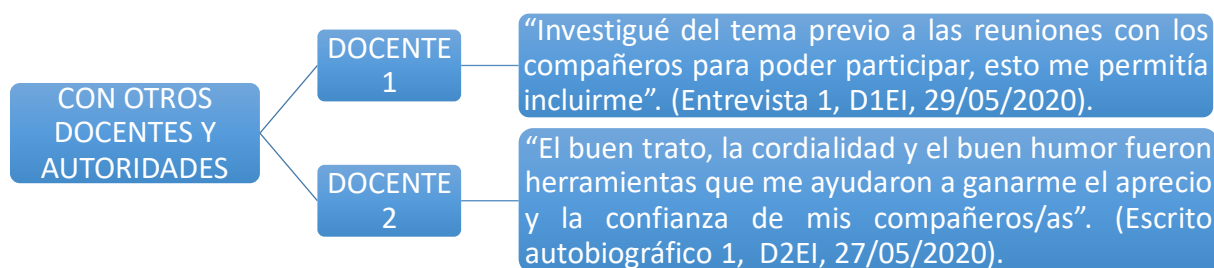 CON OTROS
DOCENTES Y
AUTORIDADES
DOCENTE
1
“Investigué del tema previo a las reuniones con los
compañeros para poder participar, esto me permitía
incluirme”. (Entrevista 1, D1EI, 29/05/2020).
DOCENTE
2
“El buen trato, la cordialidad y el buen humor fueron
herramientas que me ayudaron a ganarme el aprecio
y la confianza de mis compañeros/as”. (Escrito
autobiográfico 1, D2EI, 27/05/2020).